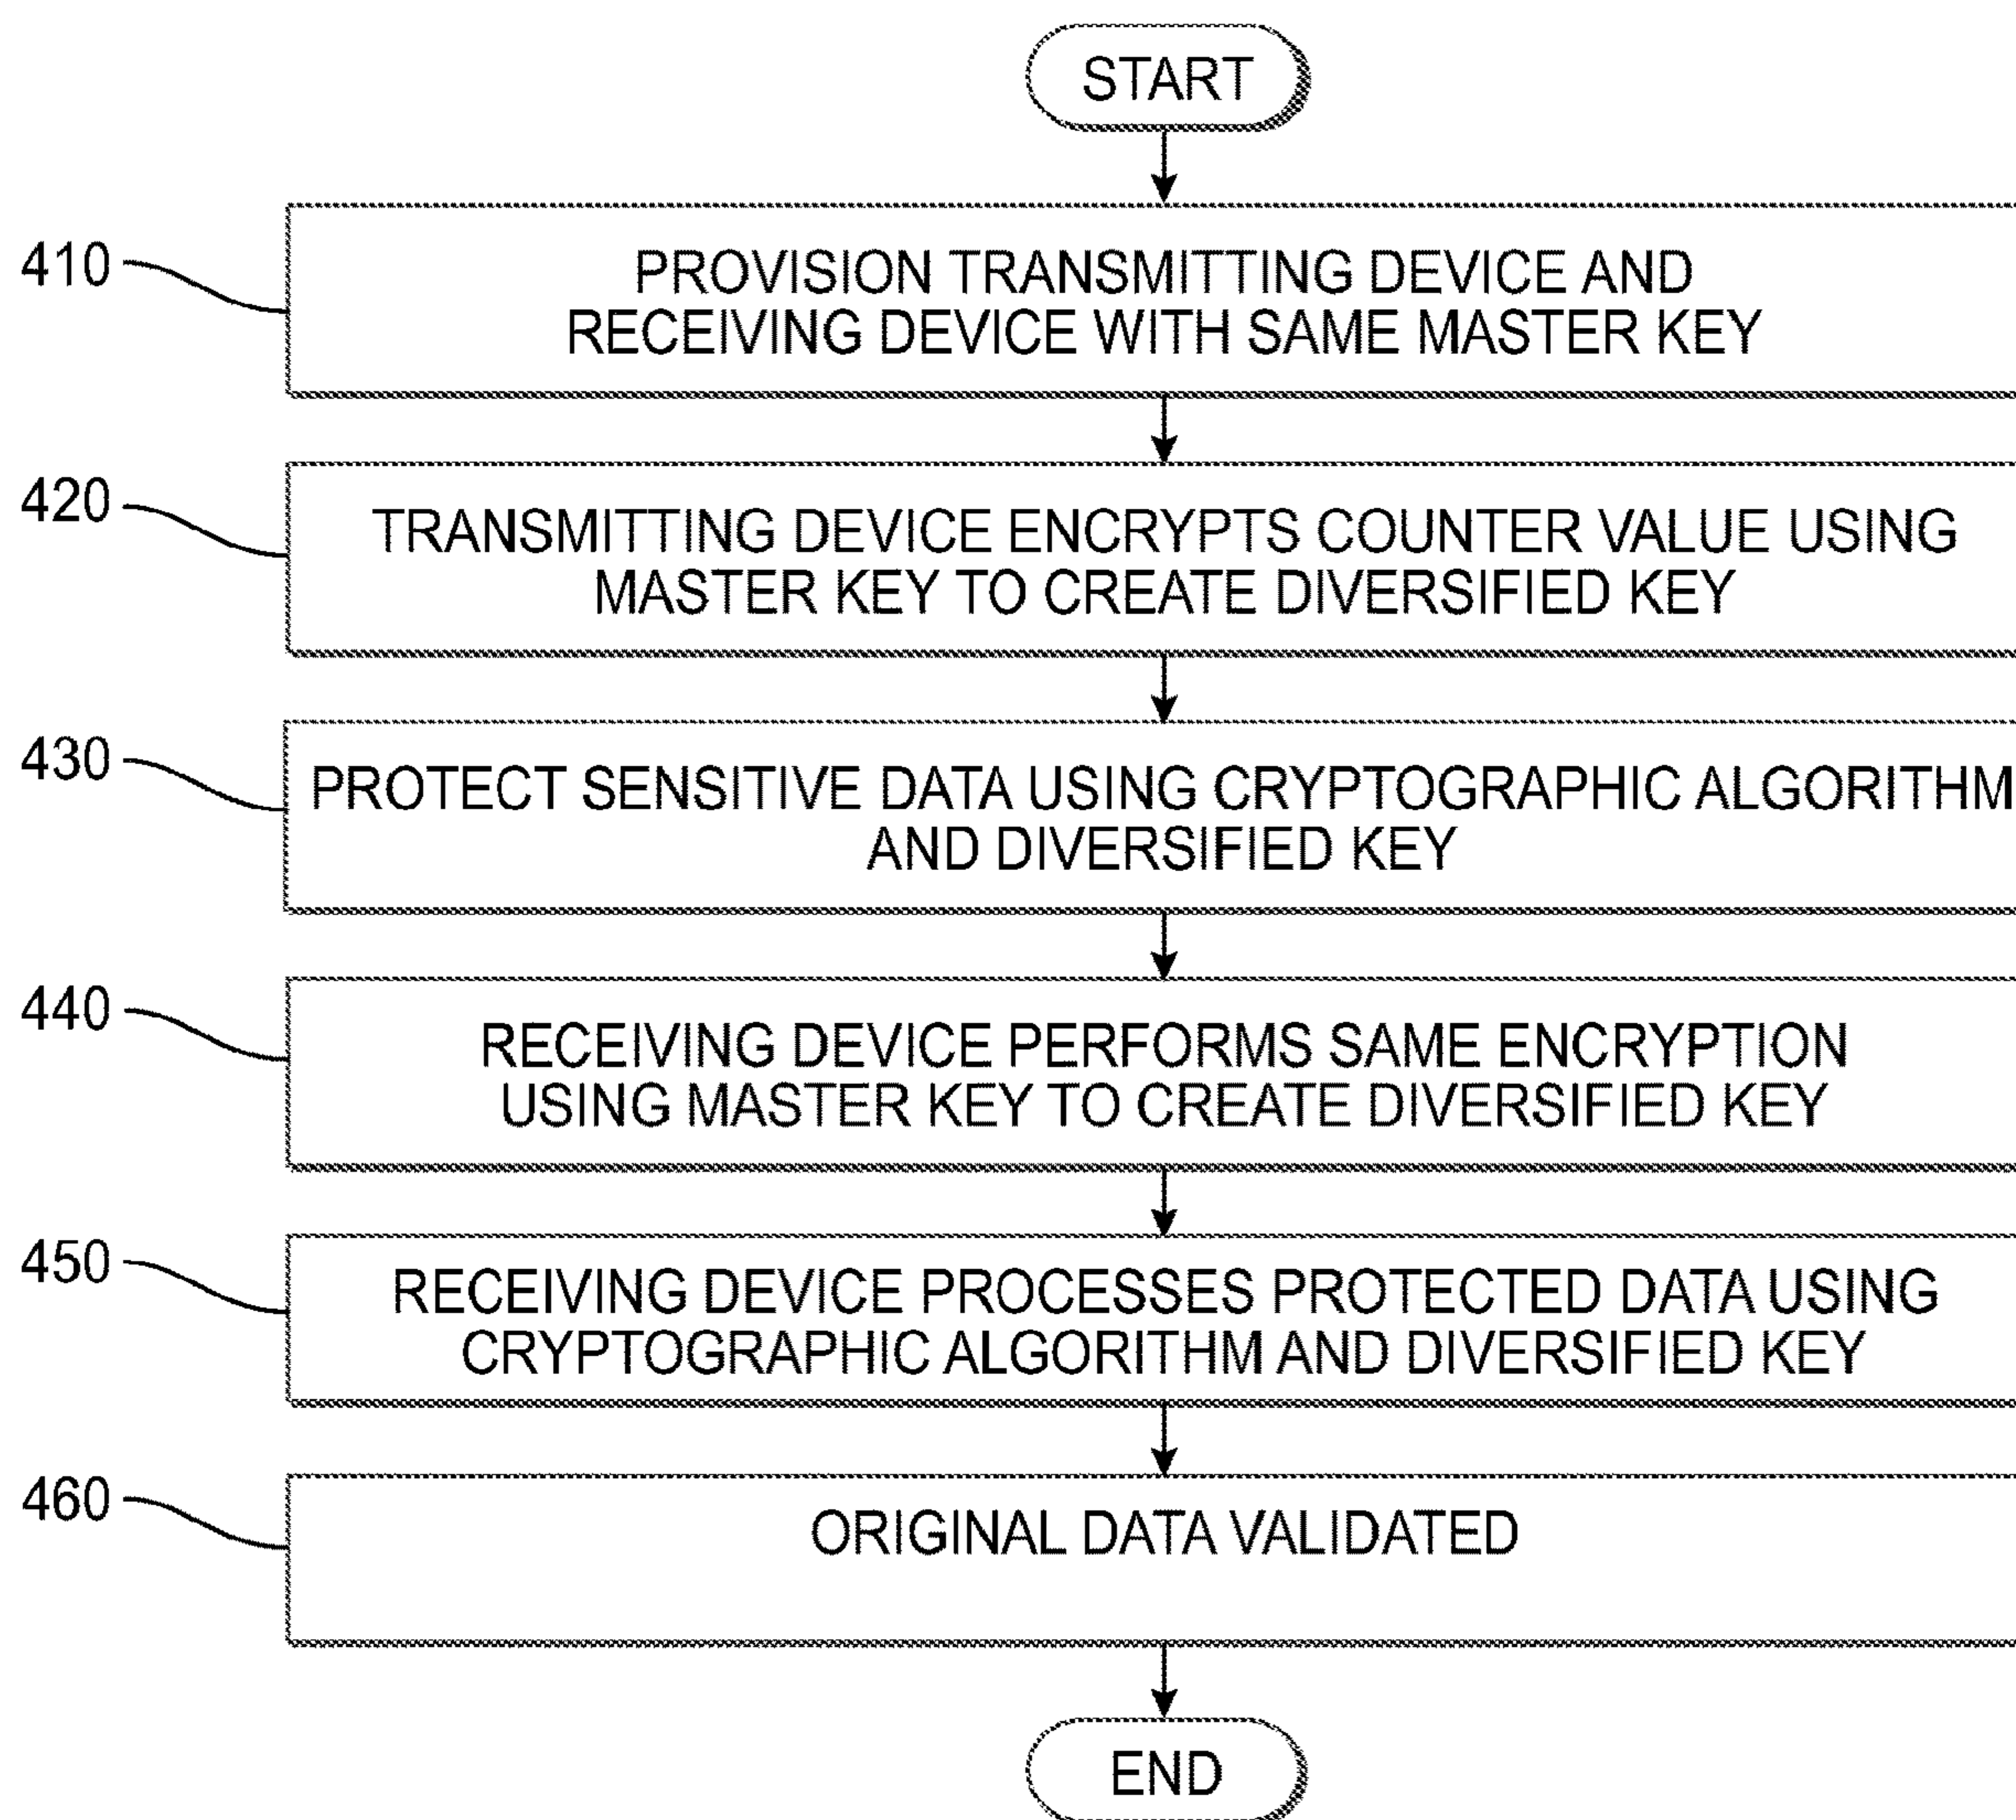 START
410
PROVISION TRANSMITTING DEVICE AND
RECEIVING DEVICE WITH SAME MASTER KEY
420
TRANSMITTING DEVICE ENCRYPTS COUNTER VALUE USING
MASTER KEY TO CREATE DIVERSIFIED KEY
430
PROTECT SENSITIVE DATA USING CRYPTOGRAPHIC ALGORITHM
AND DIVERSIFIED KEY
440
RECEIVING DEVICE PERFORMS SAME ENCRYPTION
USING MASTER KEY TO CREATE DIVERSIFIED KEY
450
RECEIVING DEVICE PROCESSES PROTECTED DATA USING
CRYPTOGRAPHIC ALGORITHM AND DIVERSIFIED KEY
460
ORIGINAL DATA VALIDATED
END